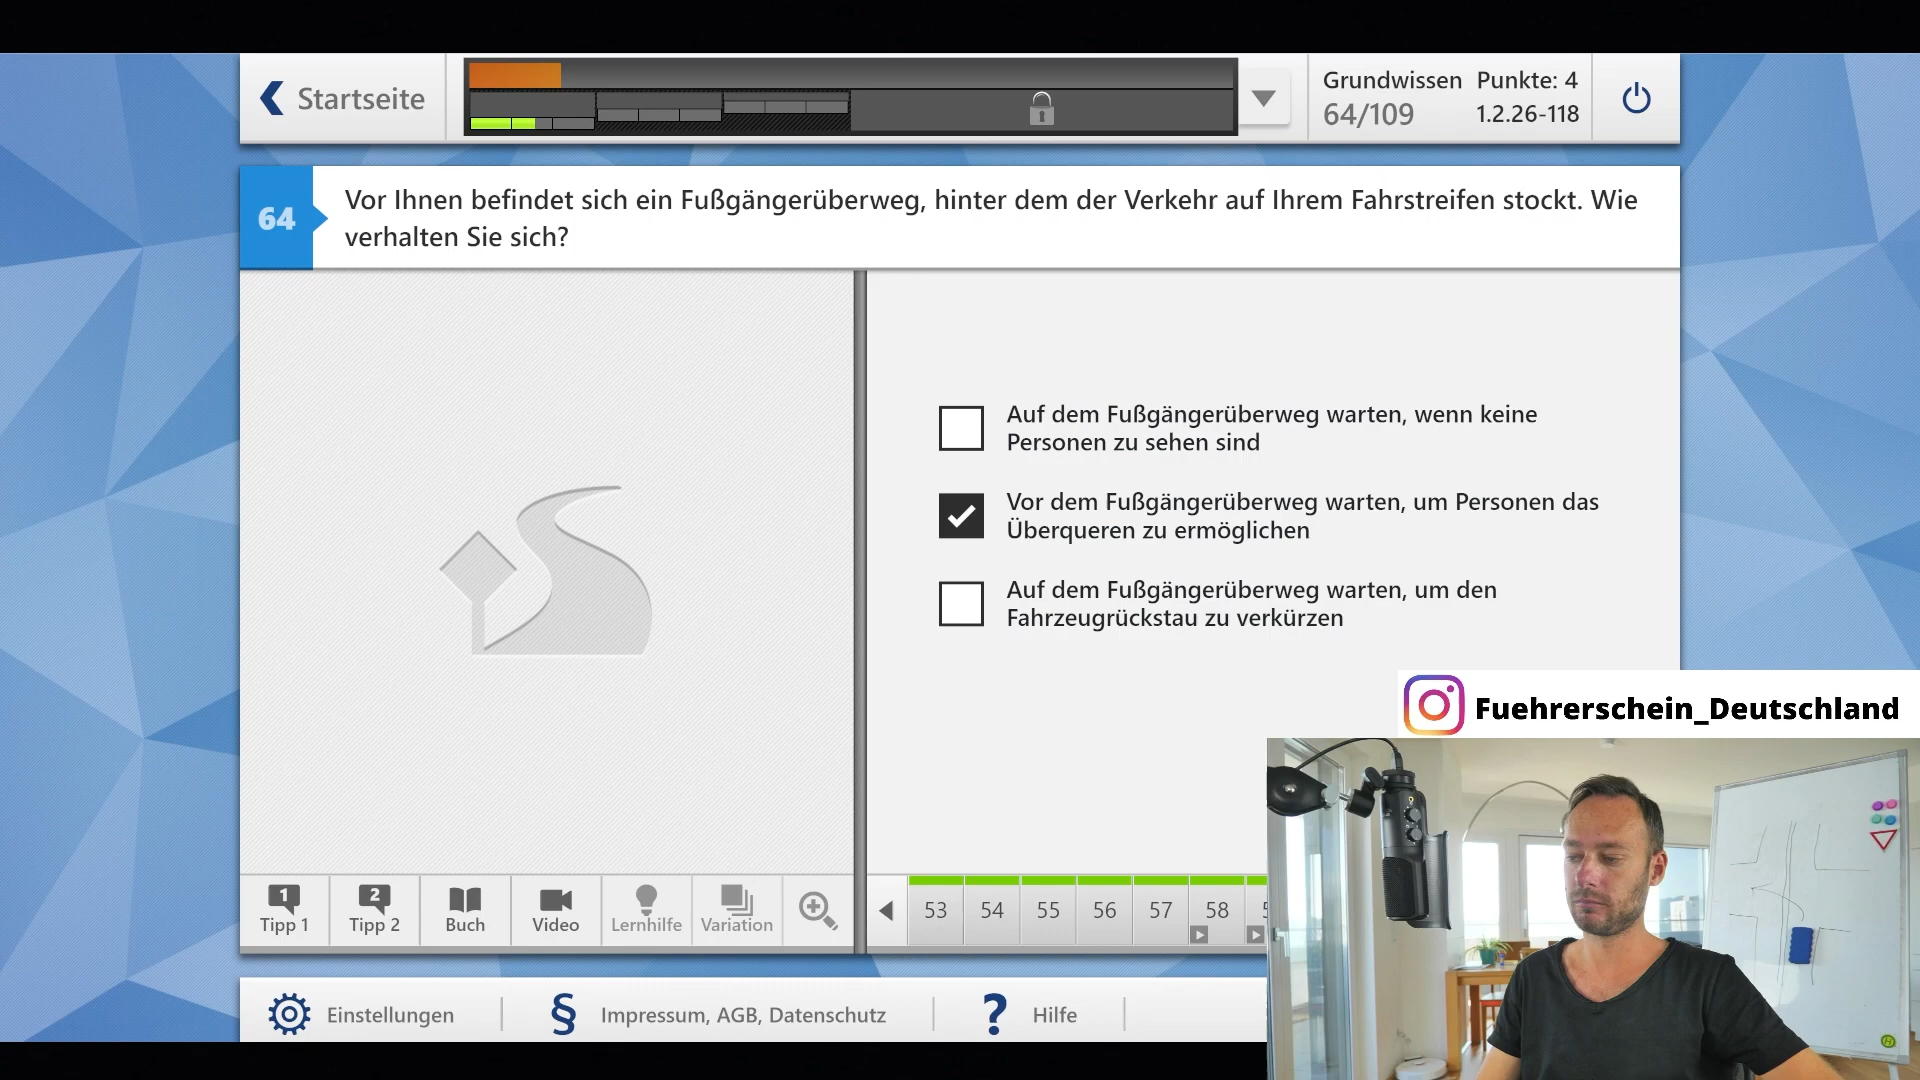 Startseite
Grundwissen Punkte: 4
64/109 1.2.26-118
64
Vor Ihnen befindet sich ein Fußgängerüberweg, hinter dem der Verkehr auf Ihrem Fahrstreifen stockt. Wie
verhalten Sie sich?
Auf dem Fußgängerüberweg warten, wenn keine
Personen zu sehen sind
Vor dem Fußgängerüberweg warten, um Personen das
Überqueren zu ermöglichen
Auf dem Fußgängerüberweg warten, um den
Fahrzeugrückstau zu verkürzen
Fuehrerschein_Deutschland
1 2
Tipp 1 Tipp 2 Buch Video Lernhilfe Variation
53 54 55 56 57 58
Einstellungen § Impressum, AGB, Datenschutz ? Hilfe